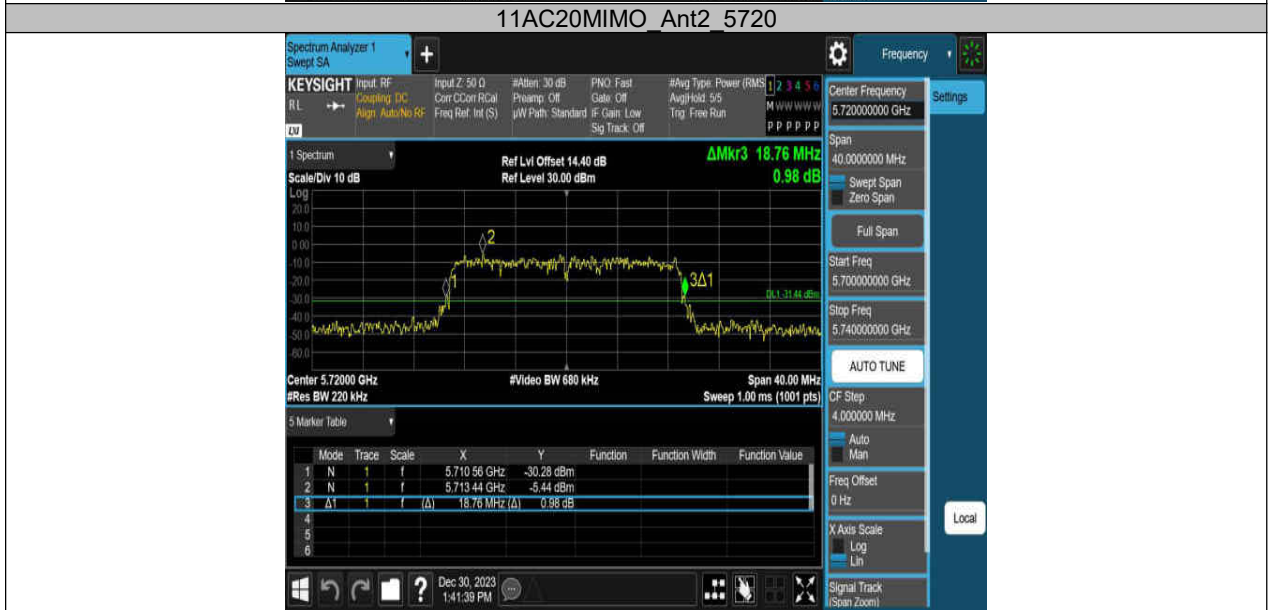 11AC20MIMO_Ant2_5720
Spectrum Analyzer 1
Swept SA
+
Frequency
KEYSIGHT
RL
Input: RF
Coupling: DC
Align: Auto/No RF
Input Z: 50 Ω
Corr CCorr RCal
Freq Ref: Int (S)
#Atten: 30 dB
Preamp: Off
µW Path: Standard
PNO: Fast
Gate: Off
IF Gain: Low
Sig Track: Off
#Avg Type: Power (RMS
Avg|Hold: 5/5
Trig: Free Run
1 2 3 4 5 6
M W W W W W
P P P P P P
Center Frequency
5.720000000 GHz
Settings
Span
40.0000000 MHz
Swept Span
Zero Span
Full Span
Start Freq
5.700000000 GHz
Stop Freq
5.740000000 GHz
AUTO TUNE
CF Step
4.000000 MHz
Auto
Man
Freq Offset
0 Hz
X Axis Scale
Log
Lin
Signal Track
(Span Zoom)
Local
1 Spectrum
Scale/Div 10 dB
Ref Lvl Offset 14.40 dB
Ref Level 30.00 dBm
ΔMkr3 18.76 MHz
0.98 dB
Log
20.0
10.0
0.00
-10.0
-20.0
-30.0
-40.0
-50.0
-60.0
2
1
3Δ1
DL1 -31.44 dBm
Center 5.72000 GHz
#Res BW 220 kHz
#Video BW 680 kHz
Span 40.00 MHz
Sweep 1.00 ms (1001 pts)
5 Marker Table
Mode Trace Scale X Y Function Function Width Function Value
1 N 1 f 5.710 56 GHz -30.28 dBm
2 N 1 f 5.713 44 GHz -5.44 dBm
3 Δ1 1 f (Δ) 18.76 MHz (Δ) 0.98 dB
4
5
6
?
Dec 30, 2023
1:41:39 PM